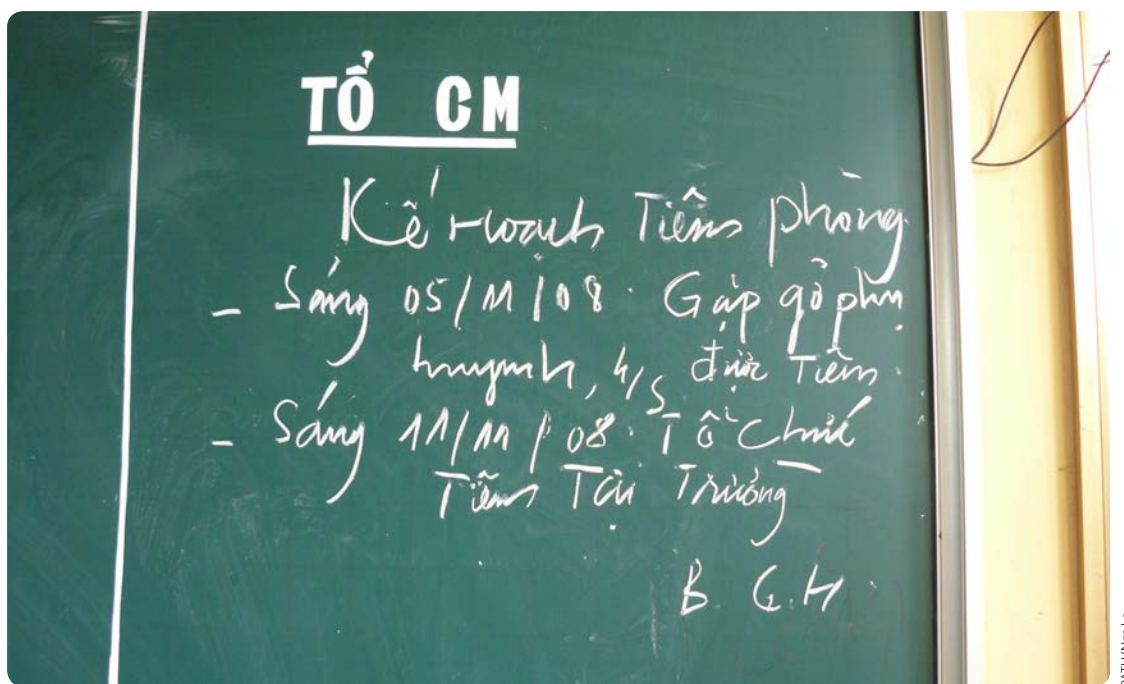 TỔ CM
Kế Hoạch Tiêm phòng
- Sáng 05/11/08. Gặp gỡ phụ
huynh, h/s được Tiêm.
- Sáng 11/11/08. Tổ Chức
Tiêm Tại Trường
B.G.H.